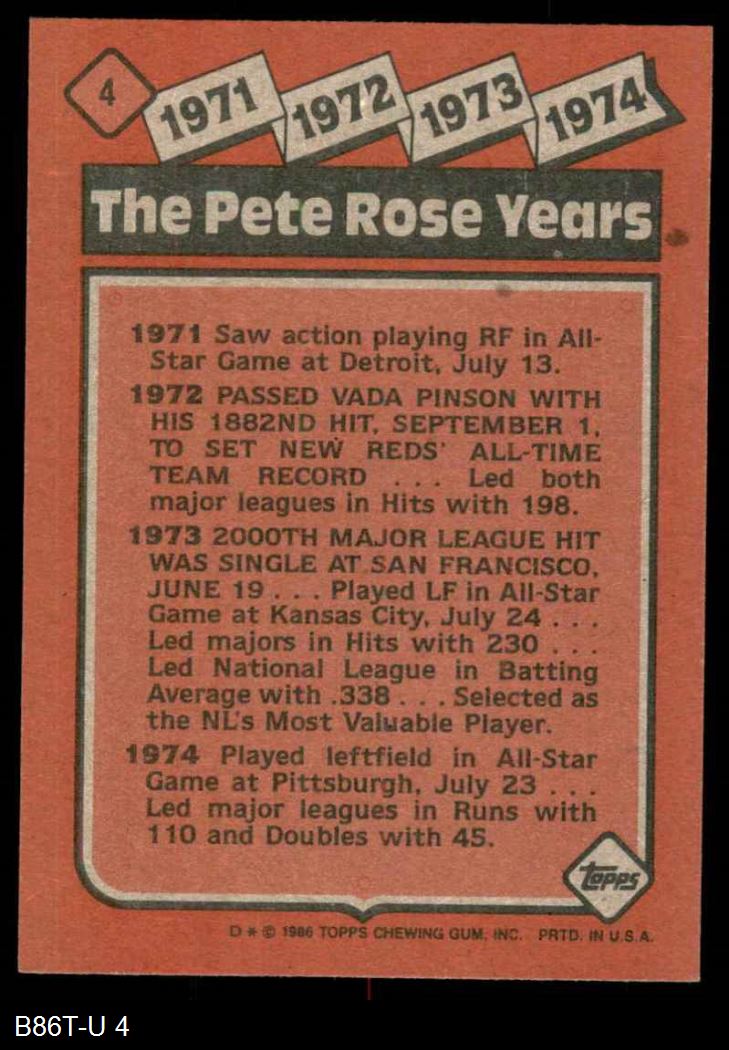 4
1971 1972 1973 1974
The Pete Rose Years
1971 Saw action playing RF in All-
Star Game at Detroit, July 13.
1972 PASSED VADA PINSON WITH
HIS 1882ND HIT, SEPTEMBER 1,
TO SET NEW REDS' ALL-TIME
TEAM RECORD . . . Led both
major leagues in Hits with 198.
1973 2000TH MAJOR LEAGUE HIT
WAS SINGLE AT SAN FRANCISCO,
JUNE 19 . . . Played LF in All-Star
Game at Kansas City, July 24 . . .
Led majors in Hits with 230 . . .
Led National League in Batting
Average with .338 . . . Selected as
the NL's Most Valuable Player.
1974 Played leftfield in All-Star
Game at Pittsburgh, July 23 . . .
Led major leagues in Runs with
110 and Doubles with 45.
topps
D * © 1986 TOPPS CHEWING GUM, INC. PRTD. IN U.S.A.
B86T-U 4